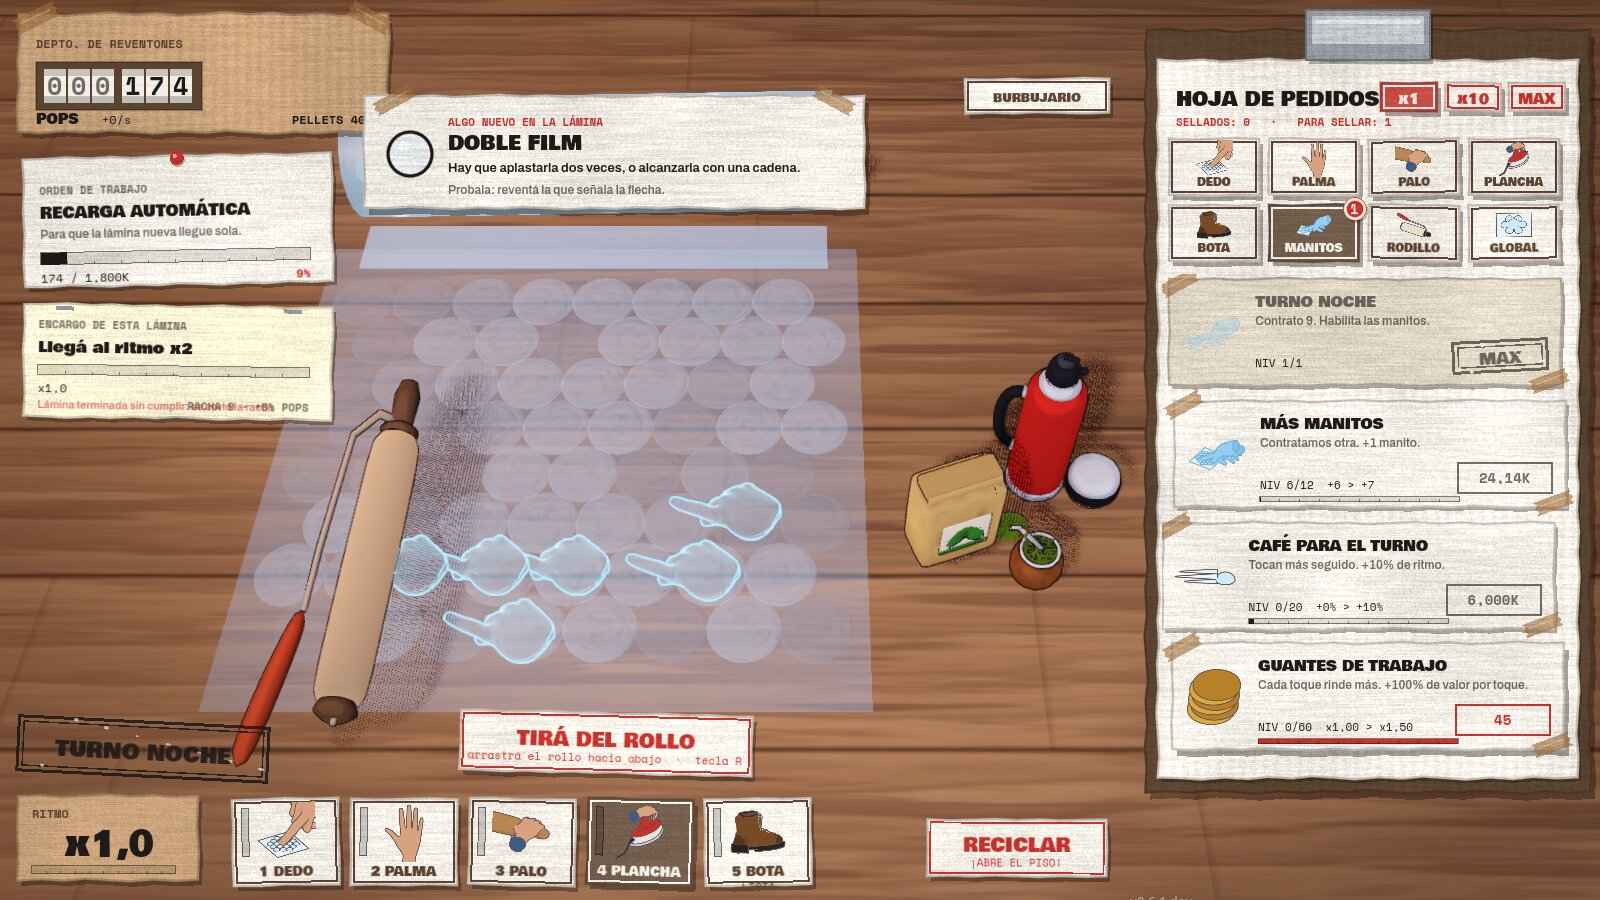 DEPTO. DE REVENTONES
000174
POPS +0/s PELLETS 40
ORDEN DE TRABAJO
RECARGA AUTOMÁTICA
Para que la lámina nueva llegue sola.
174 / 1.800K 9%
ENCARGO DE ESTA LÁMINA
Llegá al ritmo x2
x1,0
Lámina terminada sin cumplir
RACHA 0 +0% POPS
ALGO NUEVO EN LA LÁMINA
DOBLE FILM
Hay que aplastarla dos veces, o alcanzarla con una cadena.
Probala: reventá la que señala la flecha.
BURBUJARIO
HOJA DE PEDIDOS x1 x10 MAX
SELLADOS: 0 · PARA SELLAR: 1
DEDO PALMA PALO PLANCHA
1
BOTA MANITOS RODILLO GLOBAL
TURNO NOCHE
Contrato 9. Habilita las manitos.
NIV 1/1 MAX
MÁS MANITOS
Contratamos otra. +1 manito.
NIV 6/12 +6 > +7 24,14K
CAFÉ PARA EL TURNO
Tocan más seguido. +10% de ritmo.
NIV 0/20 +0% > +10% 6,000K
GUANTES DE TRABAJO
Cada toque rinde más. +100% de valor por toque.
NIV 0/60 x1,00 > x1,50 45
TURNO NOCHE
TIRÁ DEL ROLLO
arrastrá el rollo hacia abajo · tecla R
RITMO
x1,0
1 DEDO 2 PALMA 3 PALO 4 PLANCHA 5 BOTA
RECICLAR
¡ABRE EL PISO!